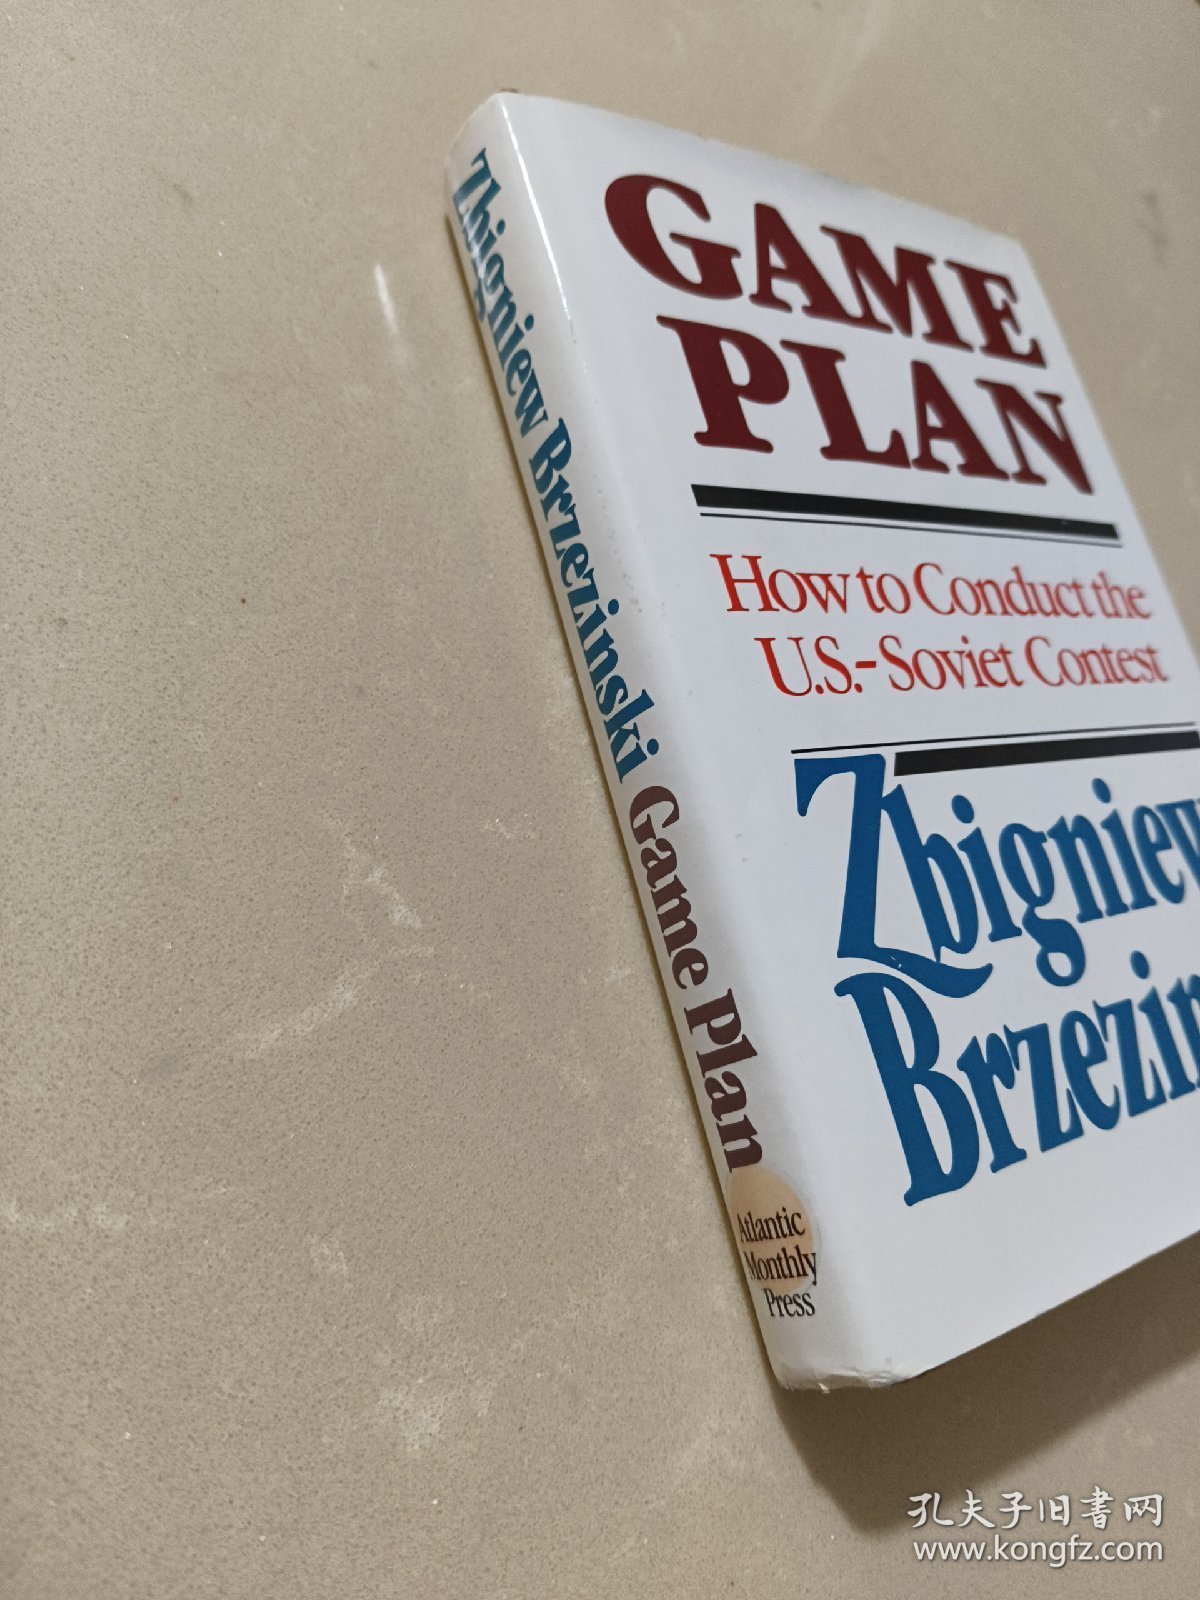 GAME
PLAN
How to Conduct the
U.S.-Soviet Contest
Zbigniew
Brzezin
Zbigniew Brzezinski Game Plan
Atlantic
Monthly
Press
孔夫子旧书网
www.kongfz.com